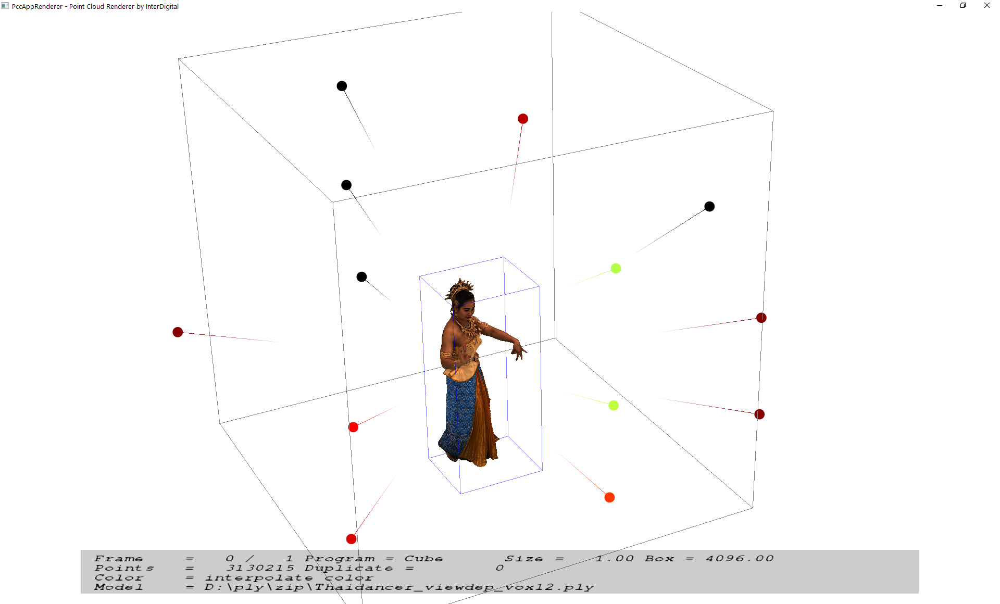 PccAppRenderer - Point Cloud Renderer by InterDigital
Frame = 0 / 1 Program = Cube Size = 1.00 Box = 4096.00
Points = 3130215 Duplicate = 0
Color = interpolate color
Model = D:\ply\zip\Thaidancer_viewdep_vox12.ply